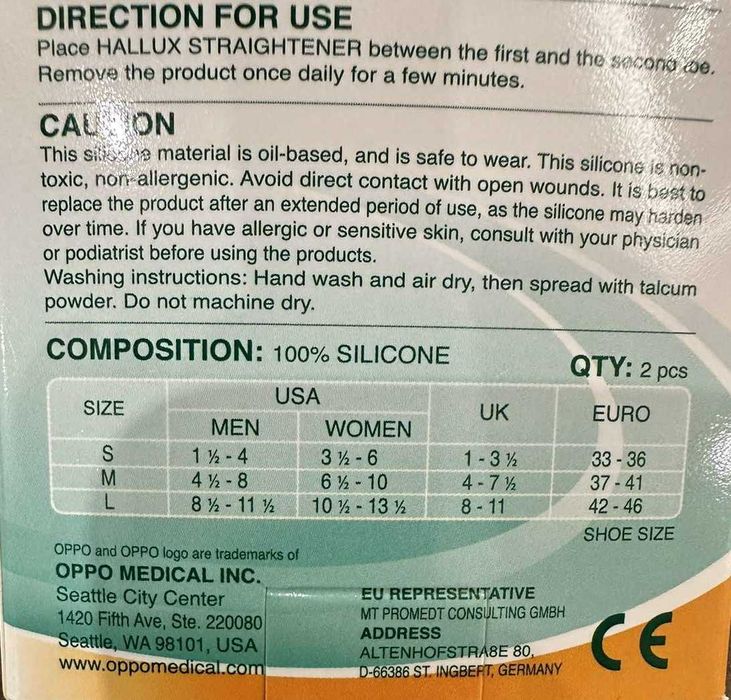 DIRECTION FOR USE
Place HALLUX STRAIGHTENER between the first and the second toe.
Remove the product once daily for a few minutes.
CAUTION
This silicone material is oil-based, and is safe to wear. This silicone is non-
toxic, non-allergenic. Avoid direct contact with open wounds. It is best to
replace the product after an extended period of use, as the silicone may harden
over time. If you have allergic or sensitive skin, consult with your physician
or podiatrist before using the products.
Washing instructions: Hand wash and air dry, then spread with talcum
powder. Do not machine dry.
COMPOSITION: 100% SILICONE
QTY: 2 pcs
SIZE USA UK EURO
MEN WOMEN
S 1 ½ - 4 3 ½ - 6 1 - 3 ½ 33 - 36
M 4 ½ - 8 6 ½ - 10 4 - 7 ½ 37 - 41
L 8 ½ - 11 ½ 10 ½ - 13 ½ 8 - 11 42 - 46
SHOE SIZE
OPPO and OPPO logo are trademarks of
OPPO MEDICAL INC.
Seattle City Center
1420 Fifth Ave, Ste. 220080
Seattle, WA 98101, USA
www.oppomedical.com
EU REPRESENTATIVE
MT PROMEDT CONSULTING GMBH
ADDRESS
ALTENHOFSTRAßE 80,
D-66386 ST. INGBERT, GERMANY
CE